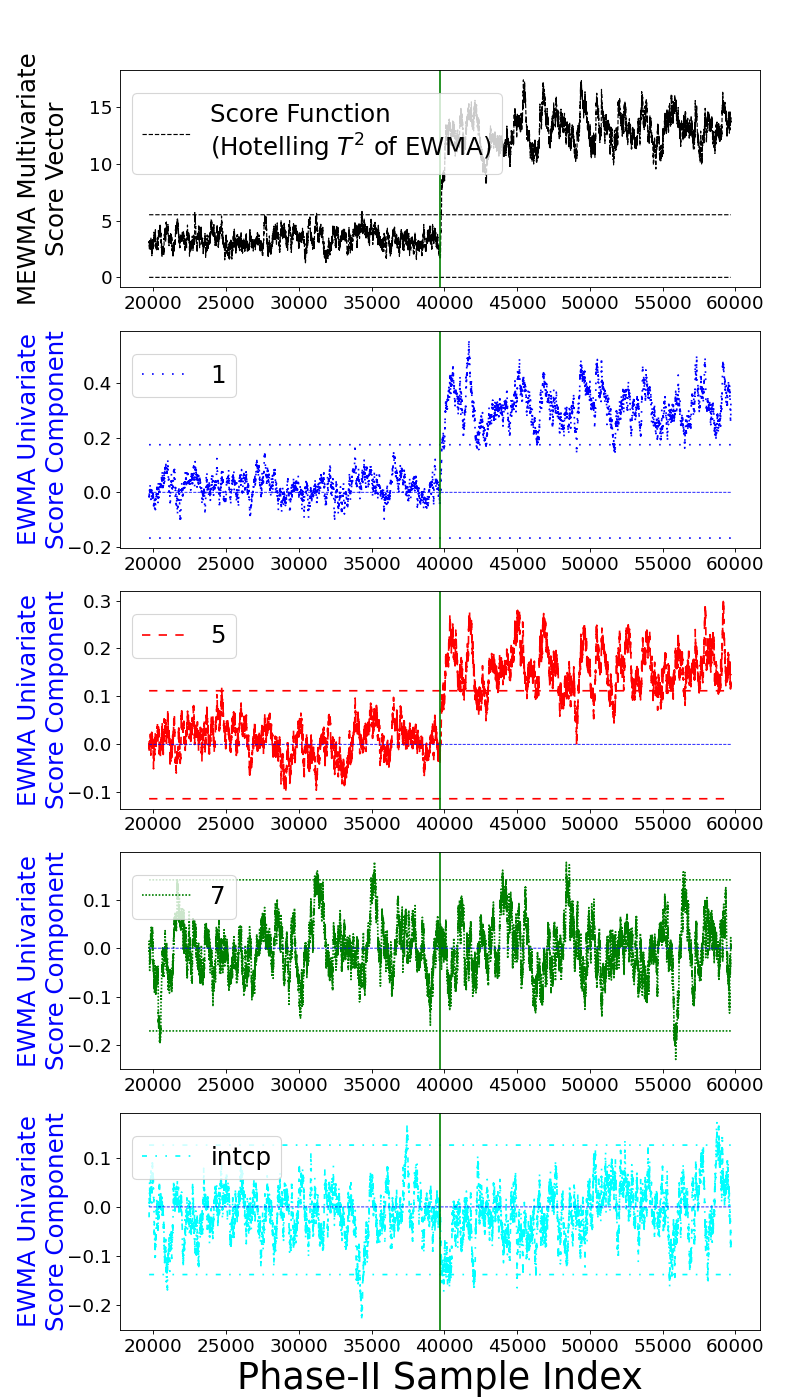 MEWMA Multivariate
Score Vector
15
10
5
0
Score Function
(Hotelling T² of EWMA)
20000 25000 30000 35000 40000 45000 50000 55000 60000
EWMA Univariate
Score Component
0.4
0.2
0.0
−0.2
1
20000 25000 30000 35000 40000 45000 50000 55000 60000
EWMA Univariate
Score Component
0.3
0.2
0.1
0.0
−0.1
5
20000 25000 30000 35000 40000 45000 50000 55000 60000
EWMA Univariate
Score Component
0.1
0.0
−0.1
−0.2
7
20000 25000 30000 35000 40000 45000 50000 55000 60000
EWMA Univariate
Score Component
0.1
0.0
−0.1
−0.2
intcp
20000 25000 30000 35000 40000 45000 50000 55000 60000
Phase-II Sample Index